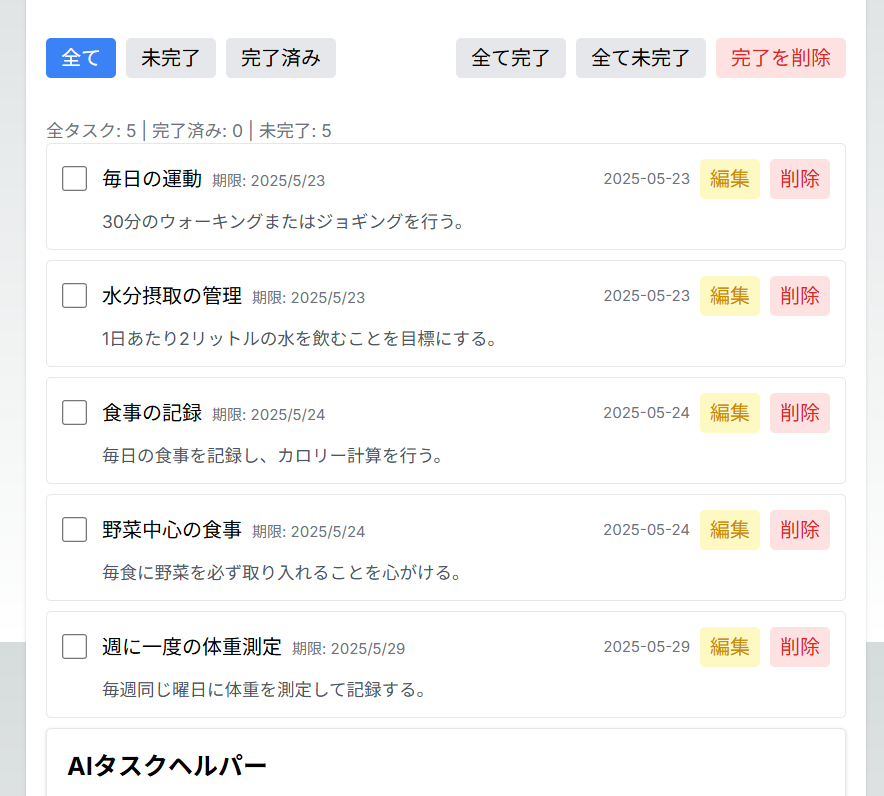 全て 未完了 完了済み 全て完了 全て未完了 完了を削除
全タスク: 5 | 完了済み: 0 | 未完了: 5
毎日の運動 期限: 2025/5/23 2025-05-23 編集 削除
30分のウォーキングまたはジョギングを行う。
水分摂取の管理 期限: 2025/5/23 2025-05-23 編集 削除
1日あたり2リットルの水を飲むことを目標にする。
食事の記録 期限: 2025/5/24 2025-05-24 編集 削除
毎日の食事を記録し、カロリー計算を行う。
野菜中心の食事 期限: 2025/5/24 2025-05-24 編集 削除
毎食に野菜を必ず取り入れることを心がける。
週に一度の体重測定 期限: 2025/5/29 2025-05-29 編集 削除
毎週同じ曜日に体重を測定して記録する。
AIタスクヘルパー